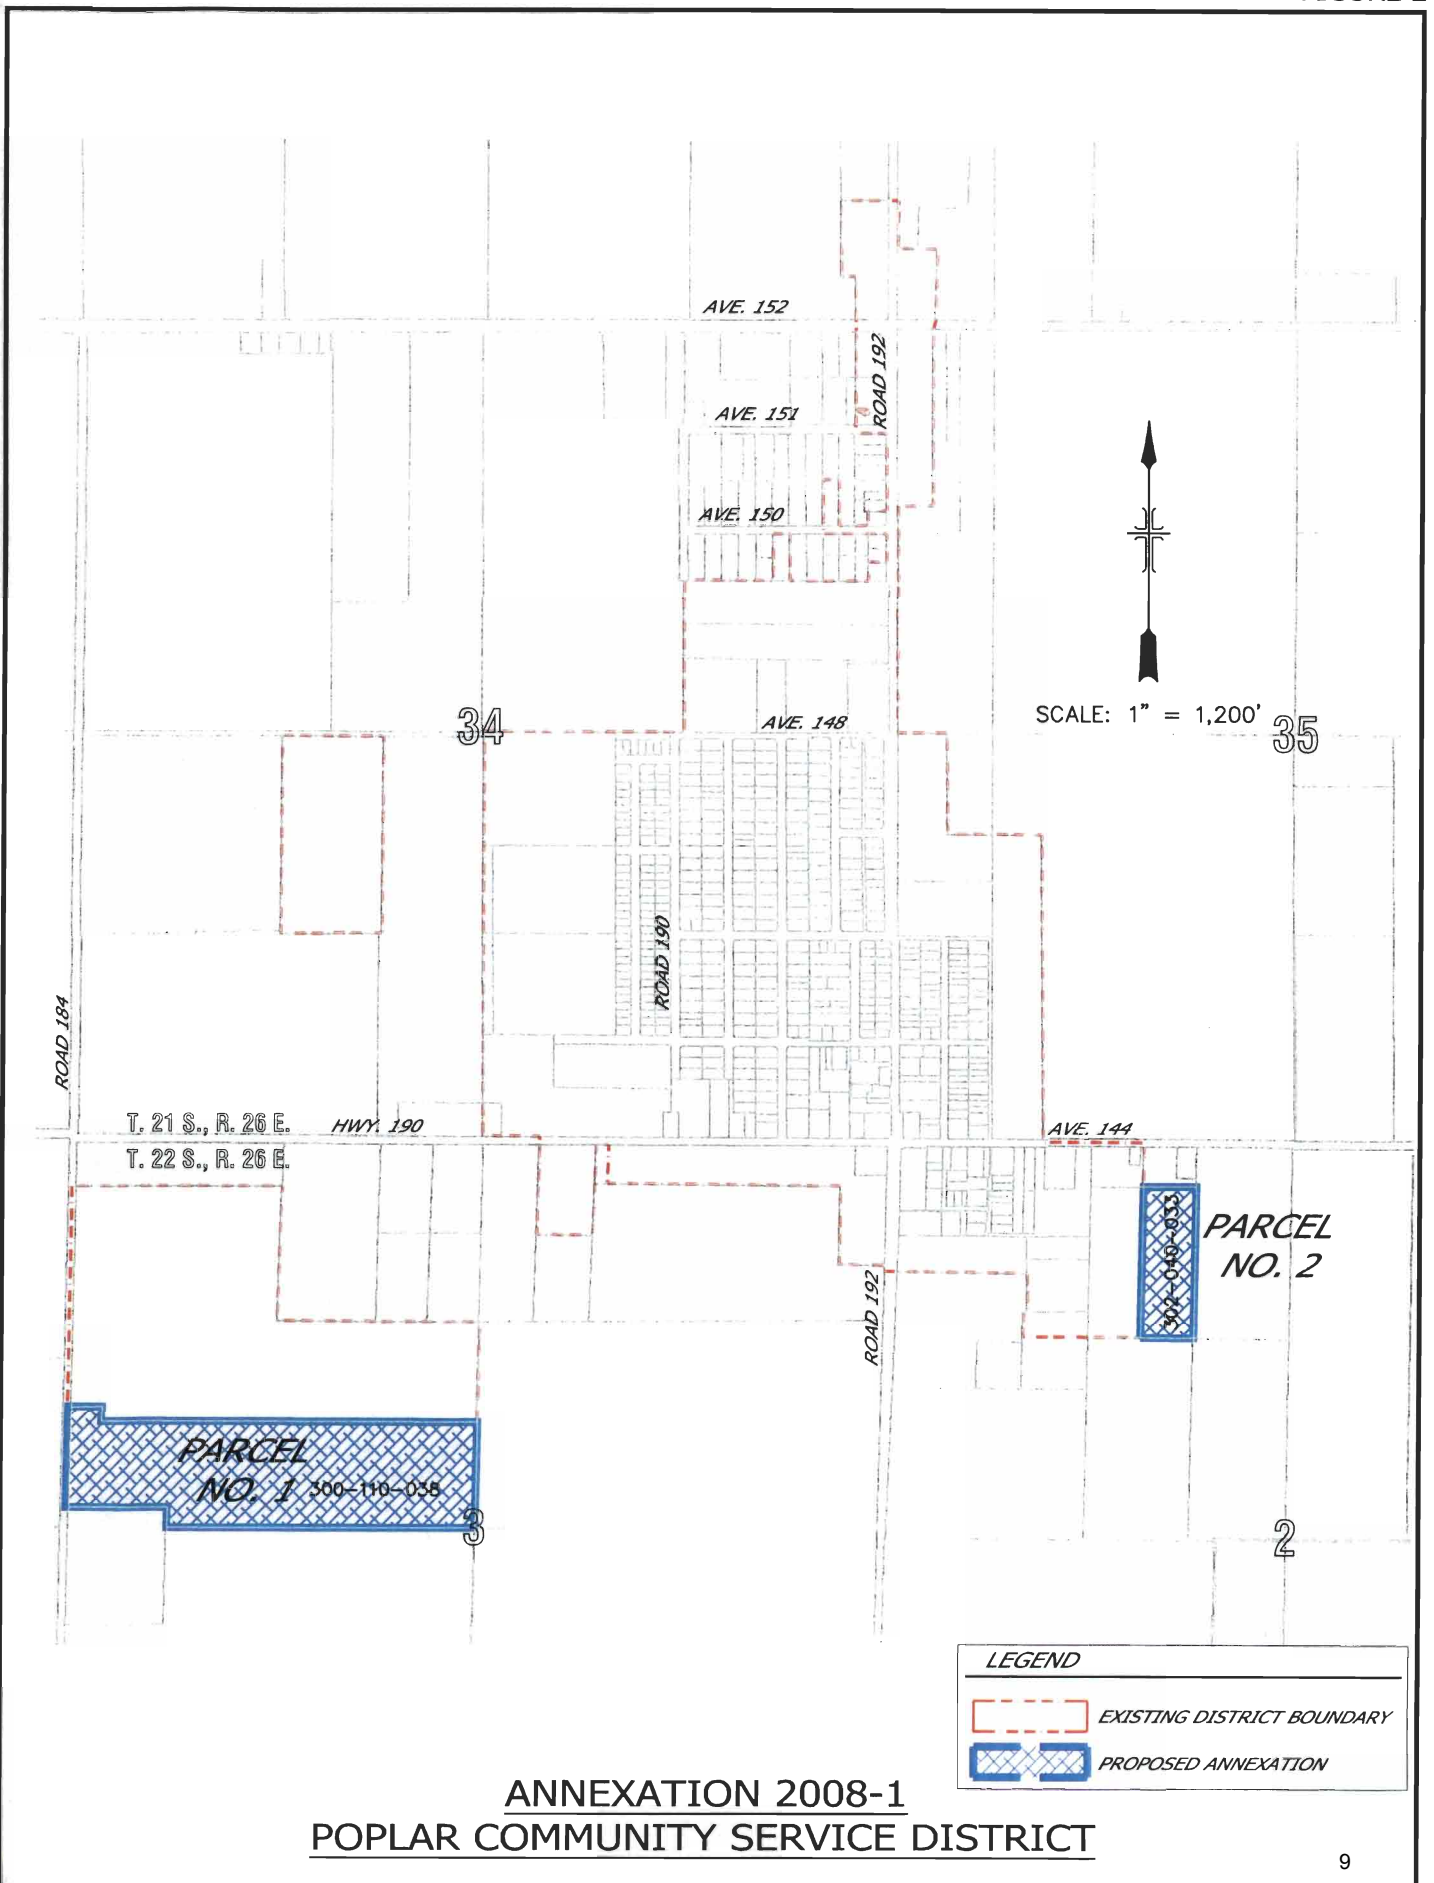 AVE. 152
ROAD 192
AVE. 151
AVE. 150
SCALE: 1" = 1,200'
34
AVE. 148
35
ROAD 190
ROAD 184
T. 21 S., R. 26 E.
HWY. 190
AVE. 144
T. 22 S., R. 26 E.
302-040-033
PARCEL
NO. 2
ROAD 192
PARCEL
NO. 1 300-110-038
3
2
LEGEND
EXISTING DISTRICT BOUNDARY
PROPOSED ANNEXATION
ANNEXATION 2008-1
POPLAR COMMUNITY SERVICE DISTRICT
9